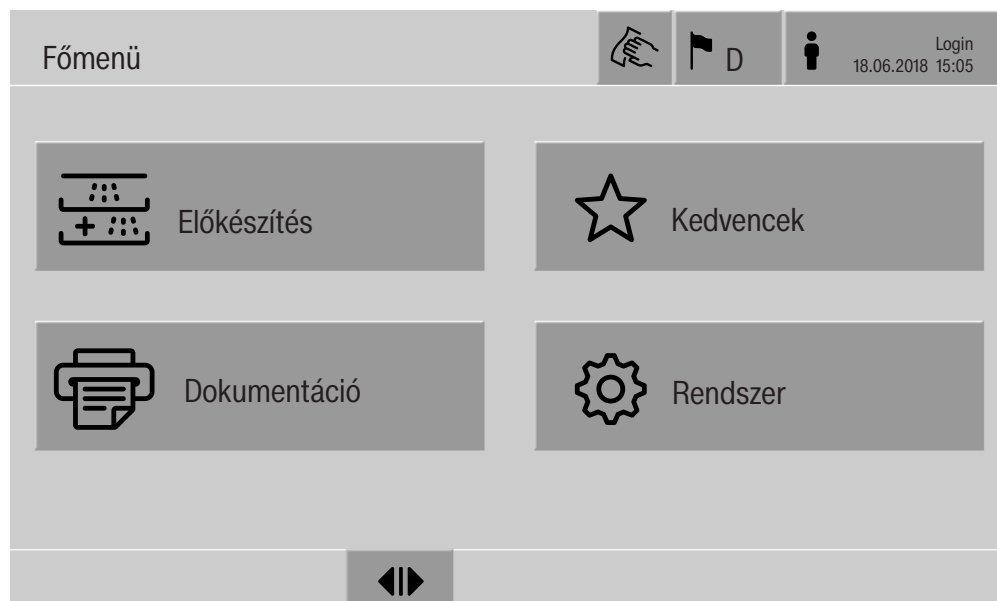 Főmenü
D
Login
18.06.2018 15:05
Előkészítés
Kedvencek
Dokumentáció
Rendszer